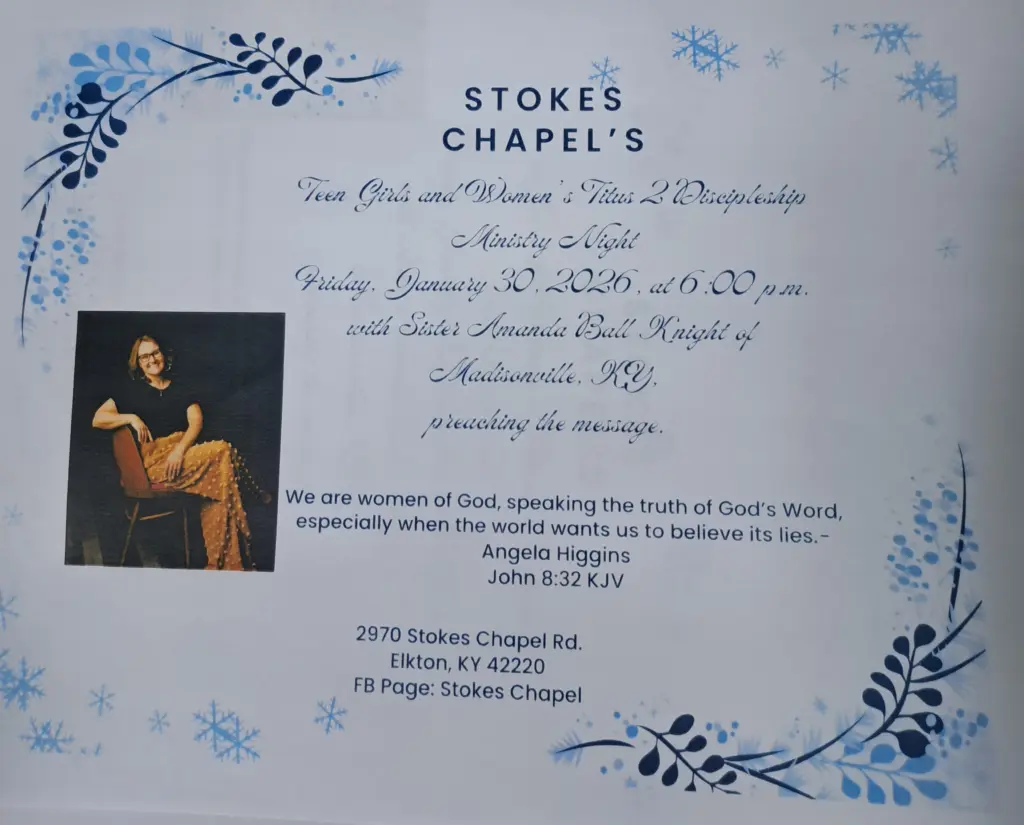 STOKES
CHAPEL'S
Teen Girls and Women's Titus 2 Discipleship
Ministry Night
Friday, January 30, 2026, at 6:00 p.m.
with Sister Amanda Ball Knight of
Madisonville, KY,
preaching the message.
We are women of God, speaking the truth of God's Word,
especially when the world wants us to believe its lies.-
Angela Higgins
John 8:32 KJV
2970 Stokes Chapel Rd.
Elkton, KY 42220
FB Page: Stokes Chapel